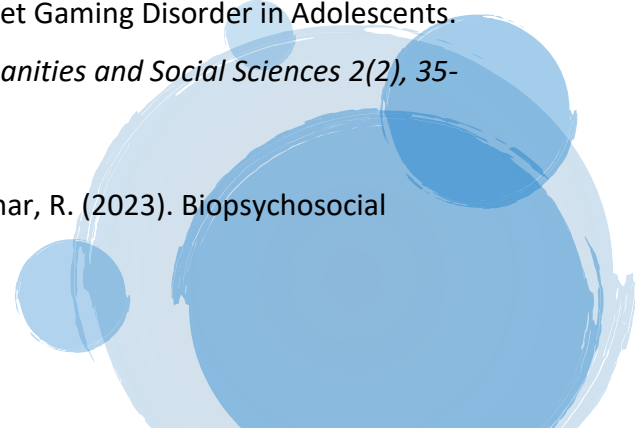 et Gaming Disorder in Adolescents.
anities and Social Sciences 2(2), 35-
nar, R. (2023). Biopsychosocial